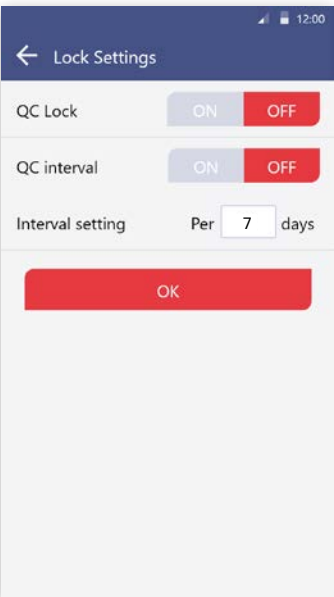 12:00
Lock Settings
QC Lock ON OFF
QC interval ON OFF
Interval setting Per 7 days
OK